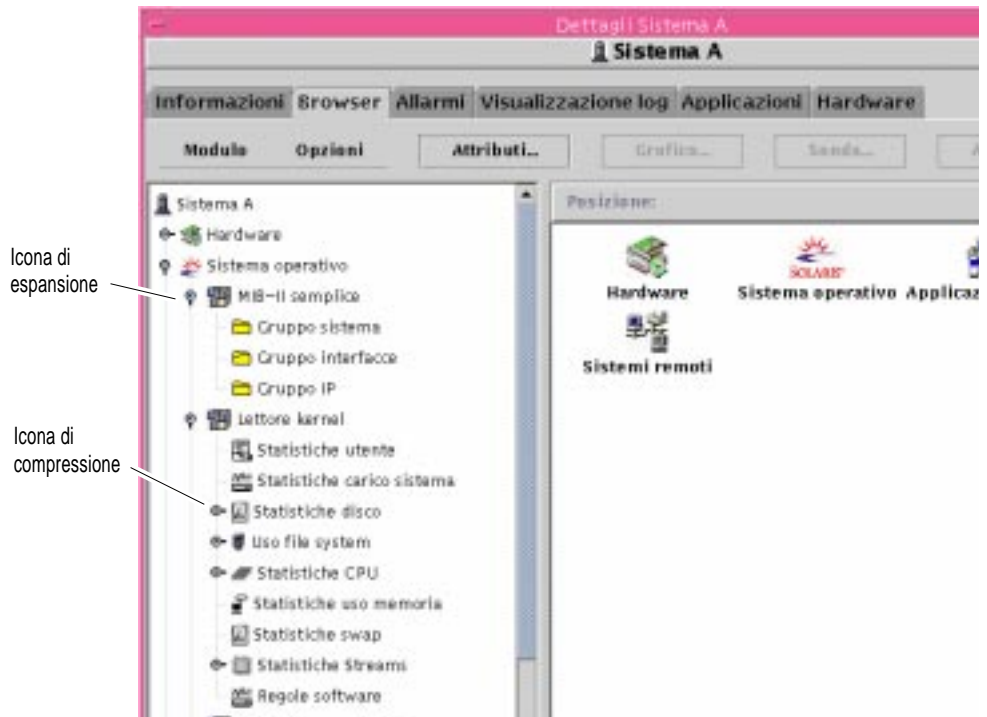 Dettagli Sistema A
Sistema A
Informazioni Browser Allarmi Visualizzazione log Applicazioni Hardware
Modulo Opzioni Attributi... Grafico... Sonda...
Sistema A
Posizione:
Hardware
Sistema operativo
MIB-II semplice
Gruppo sistema
Gruppo interfacce
Gruppo IP
Lettore kernel
Statistiche utente
Statistiche carico sistema
Statistiche disco
Uso file system
Statistiche CPU
Statistiche uso memoria
Statistiche swap
Statistiche Streams
Regole software
Icona di
espansione
Icona di
compressione
SOLARIS
Hardware Sistema operativo Applicaz
Sistemi remoti